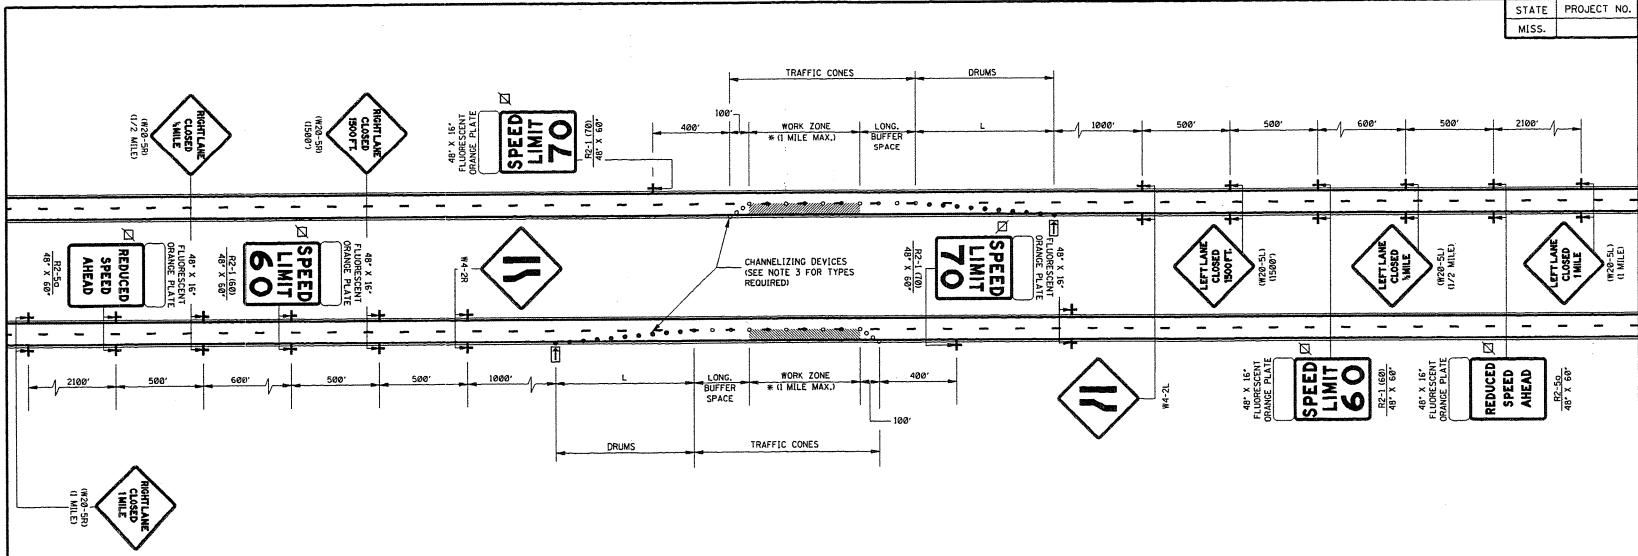 STATE
PROJECT NO.
MISS.
TRAFFIC CONES
DRUMS
400'
100'
WORK ZONE
* (1 MILE MAX.)
LONG.
BUFFER
SPACE
L
1000'
500'
500'
600'
500'
2100'
RIGHT LANE
CLOSED
½ MILE
(W20-5R)
(1/2 MILE)
RIGHT LANE
CLOSED
1500 FT.
(W20-5R)
(1500')
48" X 16"
FLUORESCENT
ORANGE PLATE
SPEED
LIMIT
70
R2-1 (70)
48" X 60"
REDUCED
SPEED
AHEAD
R2-5a
48" X 60"
48" X 16"
FLUORESCENT
ORANGE PLATE
SPEED
LIMIT
60
R2-1 (60)
48" X 60"
48" X 16"
FLUORESCENT
ORANGE PLATE
W4-2R
CHANNELIZING DEVICES
(SEE NOTE 3 FOR TYPES
REQUIRED)
SPEED
LIMIT
70
R2-1 (70)
48" X 60"
48" X 16"
FLUORESCENT
ORANGE PLATE
LEFT LANE
CLOSED
1500 FT.
(W20-5L)
(1500')
LEFT LANE
CLOSED
½ MILE
(W20-5L)
(1/2 MILE)
LEFT LANE
CLOSED
1 MILE
(W20-5L)
(1 MILE)
2100'
500'
600'
500'
500'
1000'
L
LONG.
BUFFER
SPACE
WORK ZONE
* (1 MILE MAX.)
400'
100'
DRUMS
TRAFFIC CONES
W4-2L
48" X 16"
FLUORESCENT
ORANGE PLATE
SPEED
LIMIT
60
R2-1 (60)
48" X 60"
48" X 16"
FLUORESCENT
ORANGE PLATE
REDUCED
SPEED
AHEAD
R2-5a
48" X 60"
RIGHT LANE
CLOSED
1 MILE
(W20-5R)
(1 MILE)